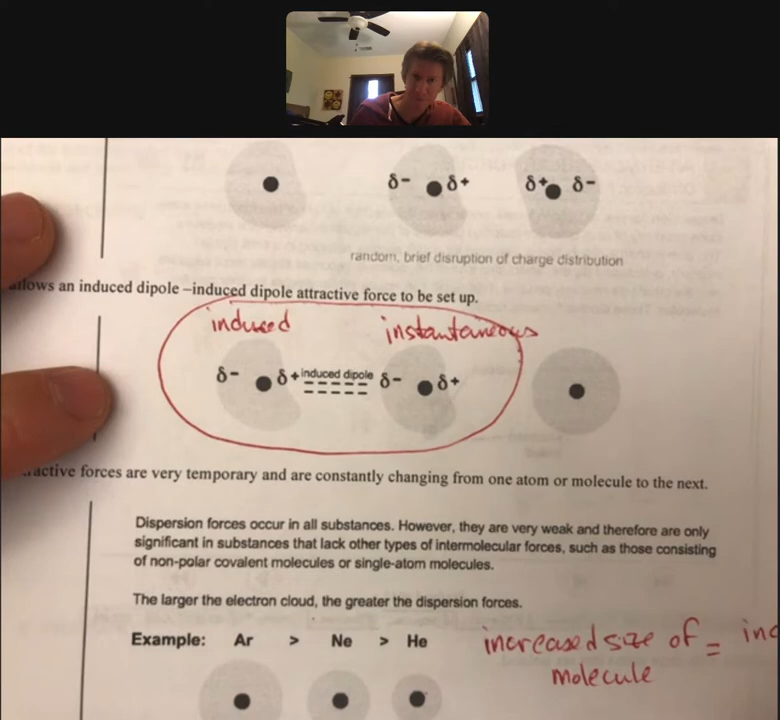 δ– δ+ δ+ δ–
random, brief disruption of charge distribution
allows an induced dipole –induced dipole attractive force to be set up.
induced instantaneous
δ– δ+ induced dipole δ– δ+
active forces are very temporary and are constantly changing from one atom or molecule to the next.
Dispersion forces occur in all substances. However, they are very weak and therefore are only
significant in substances that lack other types of intermolecular forces, such as those consisting
of non-polar covalent molecules or single-atom molecules.
The larger the electron cloud, the greater the dispersion forces.
Example: Ar > Ne > He increased size of = inc
molecule